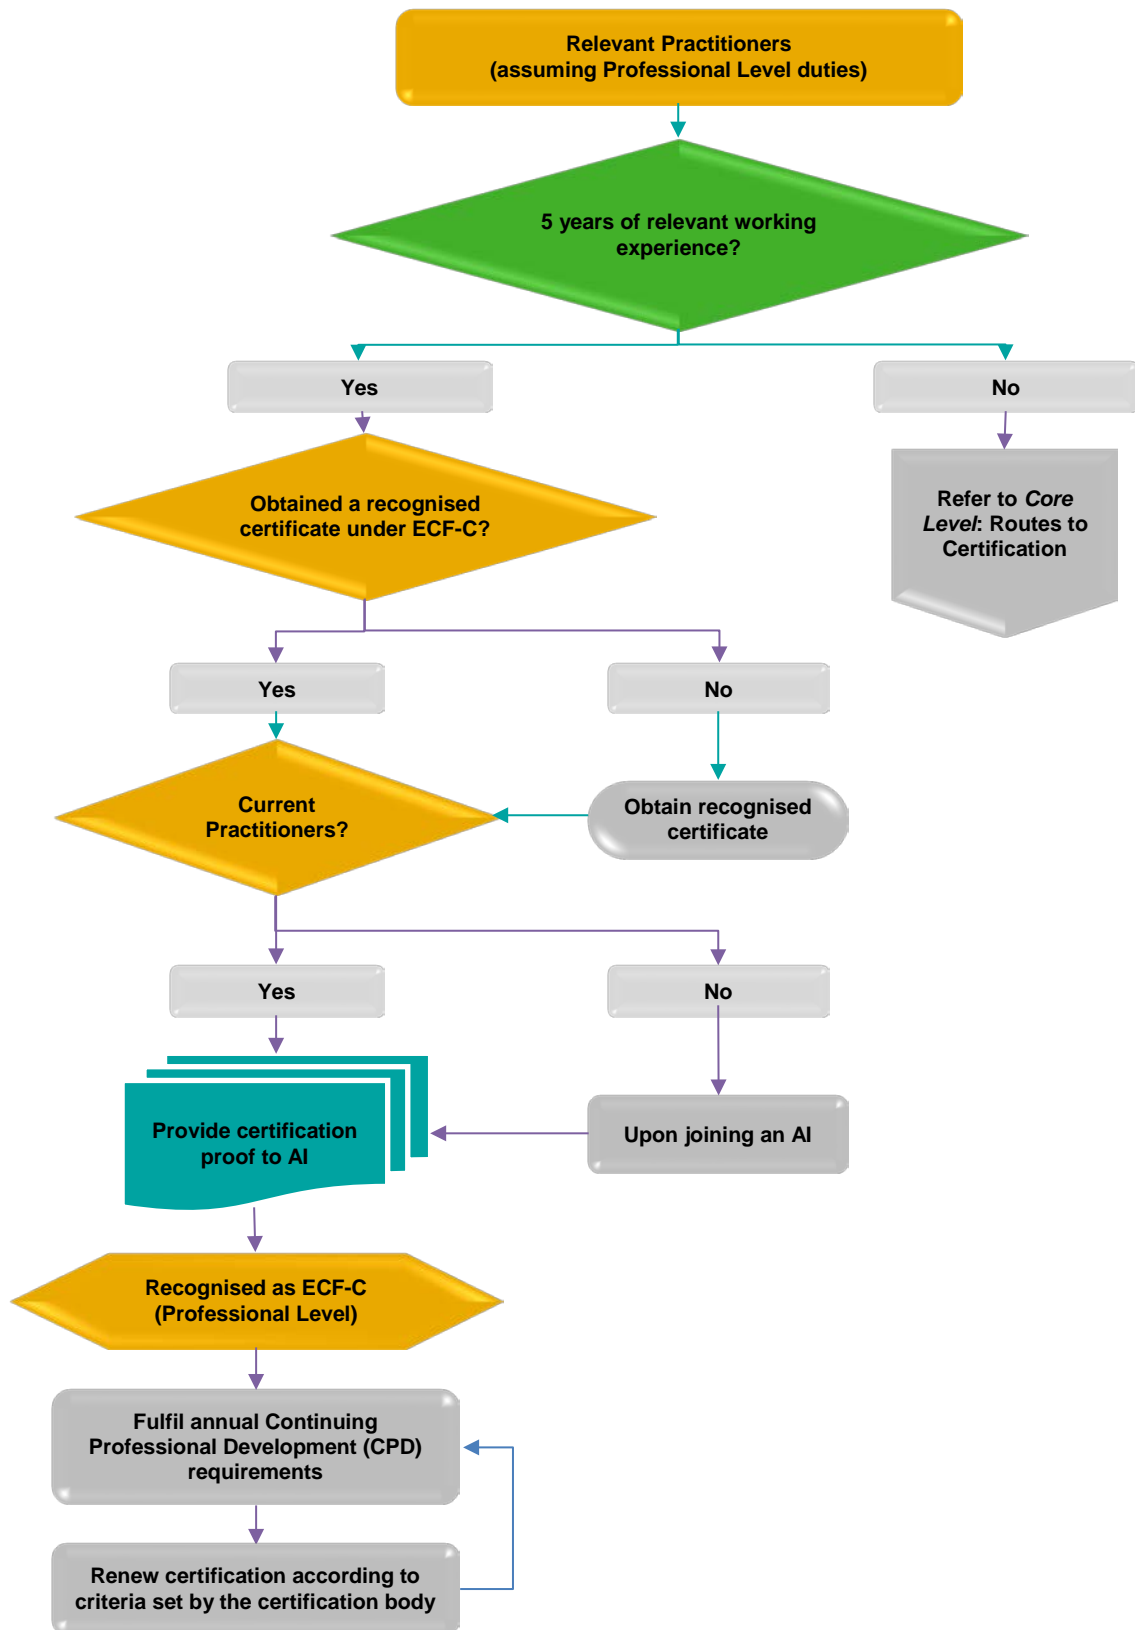 Relevant Practitioners
(assuming Professional Level duties)
5 years of relevant working
experience?
Yes
No
Obtained a recognised
certificate under ECF-C?
Refer to Core
Level: Routes to
Certification
Yes
No
Current
Practitioners?
Obtain recognised
certificate
Yes
No
Provide certification
proof to AI
Upon joining an AI
Recognised as ECF-C
(Professional Level)
Fulfil annual Continuing
Professional Development (CPD)
requirements
Renew certification according to
criteria set by the certification body